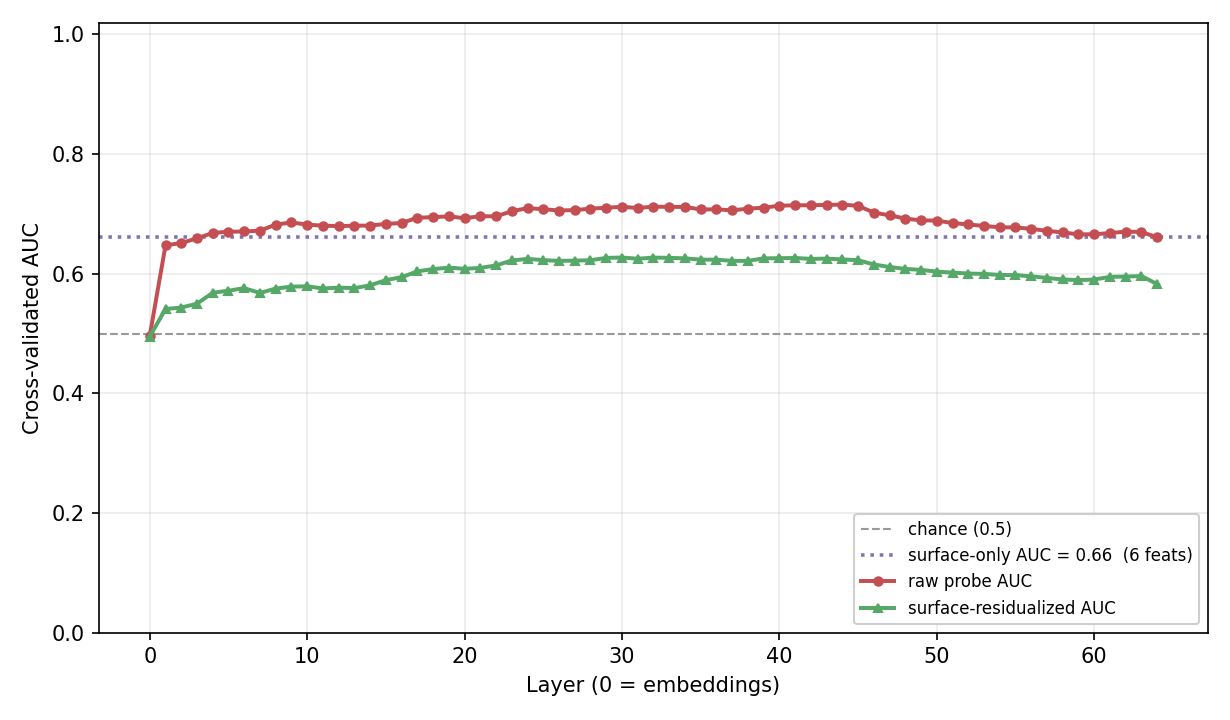 1.0
0.8
0.6
0.4
0.2
0.0
Cross-validated AUC
0 10 20 30 40 50 60
Layer (0 = embeddings)
chance (0.5)
surface-only AUC = 0.66 (6 feats)
raw probe AUC
surface-residualized AUC